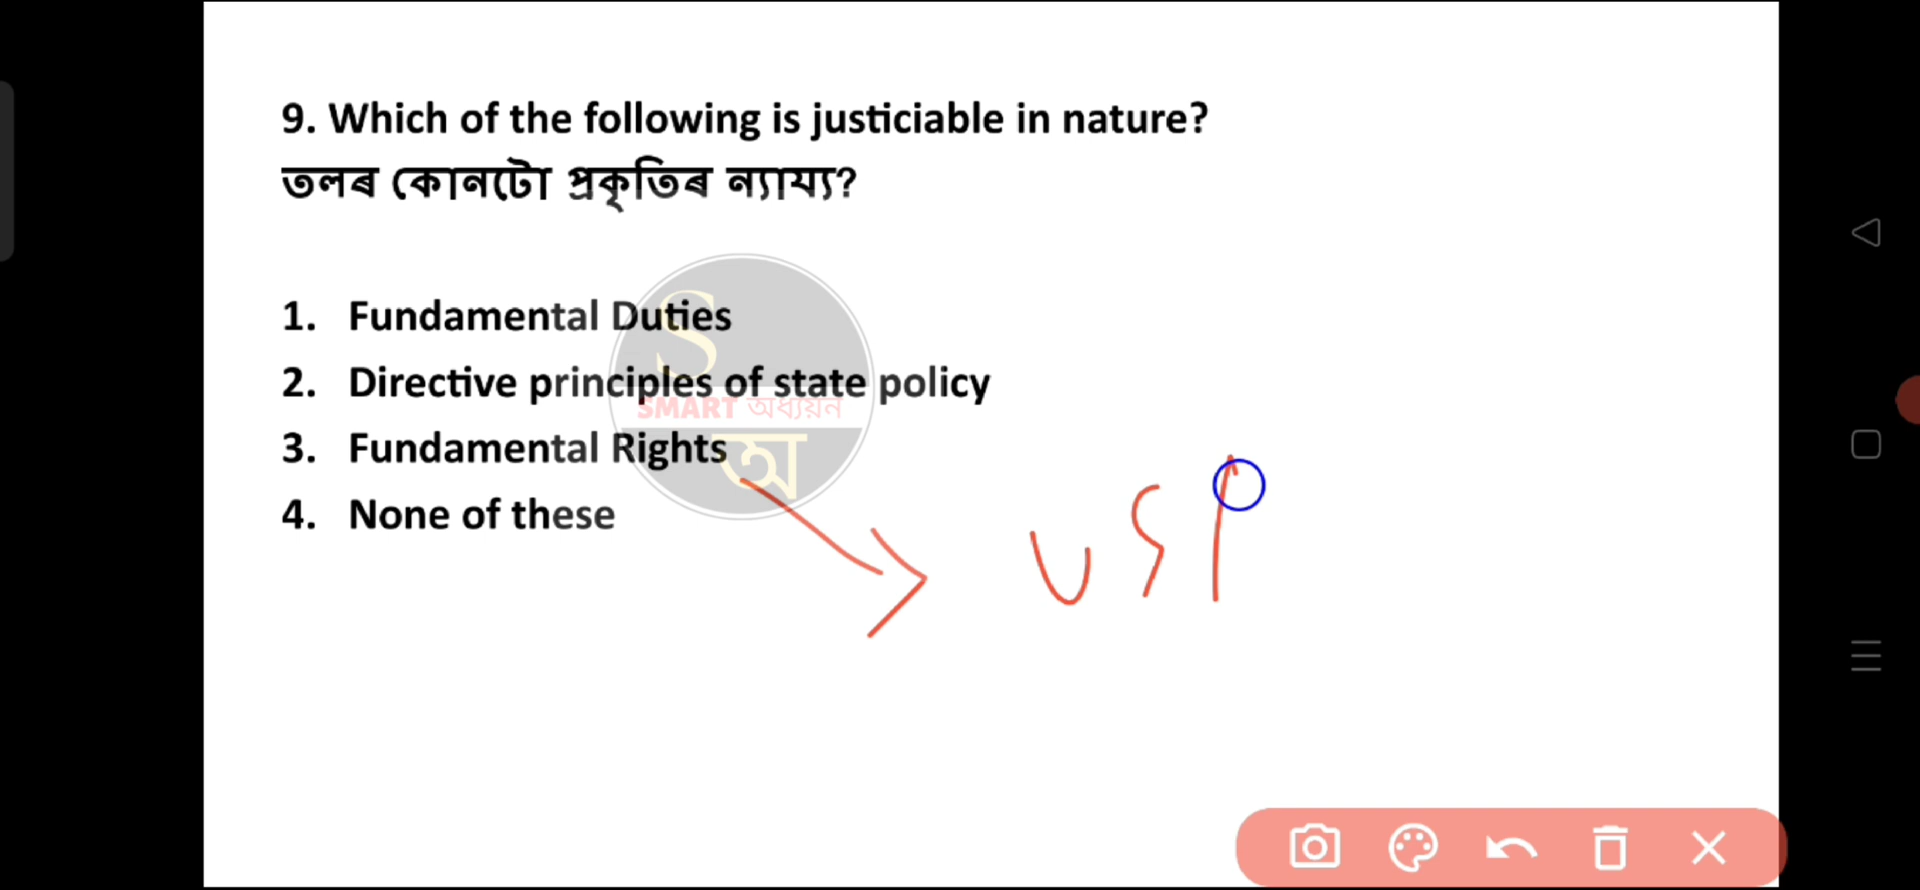 9. Which of the following is justiciable in nature?
তলৰ কোনটো প্ৰকৃতিৰ ন্যায্য?
1. Fundamental Duties
2. Directive principles of state policy
3. Fundamental Rights
4. None of these
S
SMART অধ্যয়ন
অ
US